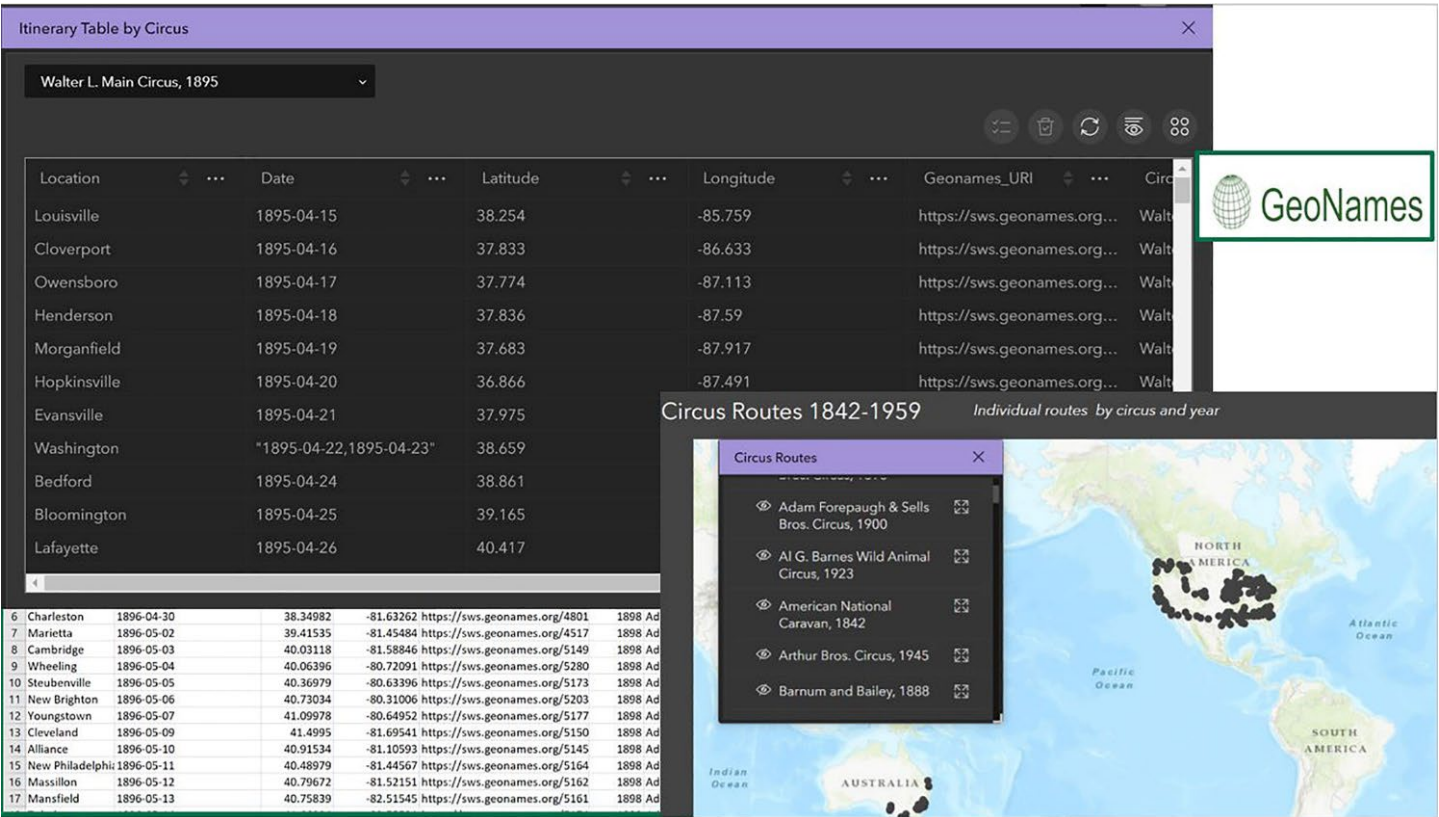 Itinerary Table by Circus
Walter L. Main Circus, 1895
Location Date Latitude Longitude Geonames_URI Circ
Louisville 1895-04-15 38.254 -85.759 https://sws.geonames.org... Walt
Cloverport 1895-04-16 37.833 -86.633 https://sws.geonames.org... Walt
Owensboro 1895-04-17 37.774 -87.113 https://sws.geonames.org... Walt
Henderson 1895-04-18 37.836 -87.59 https://sws.geonames.org... Walt
Morganfield 1895-04-19 37.683 -87.917 https://sws.geonames.org... Walt
Hopkinsville 1895-04-20 36.866 -87.491 https://sws.geonames.org... Walt
Evansville 1895-04-21 37.975
Washington "1895-04-22,1895-04-23" 38.659
Bedford 1895-04-24 38.861
Bloomington 1895-04-25 39.165
Lafayette 1895-04-26 40.417
GeoNames
6 Charleston 1896-04-30 38.34982 -81.63262 https://sws.geonames.org/4801 1898 Ad
7 Marietta 1896-05-02 39.41535 -81.45484 https://sws.geonames.org/4517 1898 Ad
8 Cambridge 1896-05-03 40.03118 -81.58846 https://sws.geonames.org/5149 1898 Ad
9 Wheeling 1896-05-04 40.06396 -80.72091 https://sws.geonames.org/5280 1898 Ad
10 Steubenville 1896-05-05 40.36979 -80.63396 https://sws.geonames.org/5173 1898 Ad
11 New Brighton 1896-05-06 40.73034 -80.31006 https://sws.geonames.org/5203 1898 Ad
12 Youngstown 1896-05-07 41.09978 -80.64952 https://sws.geonames.org/5177 1898 Ad
13 Cleveland 1896-05-09 41.4995 -81.69541 https://sws.geonames.org/5150 1898 Ad
14 Alliance 1896-05-10 40.91534 -81.10593 https://sws.geonames.org/5145 1898 Ad
15 New Philadelphi 1896-05-11 40.48979 -81.44567 https://sws.geonames.org/5164 1898 Ad
16 Massillon 1896-05-12 40.79672 -81.52151 https://sws.geonames.org/5162 1898 Ad
17 Mansfield 1896-05-13 40.75839 -82.51545 https://sws.geonames.org/5161 1898 Ad
Circus Routes 1842-1959 Individual routes by circus and year
Circus Routes
Adam Forepaugh & Sells
Bros. Circus, 1900
Al G. Barnes Wild Animal
Circus, 1923
American National
Caravan, 1842
Arthur Bros. Circus, 1945
Barnum and Bailey, 1888
NORTH
AMERICA
Atlantic
Ocean
Pacific
Ocean
SOUTH
AMERICA
Indian
Ocean
AUSTRALIA